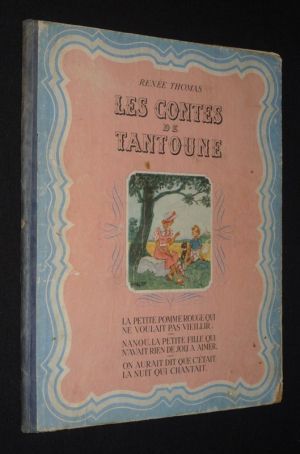 RENÉE THOMAS
LES CONTES
DE
TANTOUNE
LA PETITE POMME ROUGE QUI
NE VOULAIT PAS VIEILLIR.
NANOU, LA PETITE FILLE QUI
N'AVAIT RIEN DE JOLI A AIMER.
ON AURAIT DIT QUE C'ÉTAIT
LA NUIT QUI CHANTAIT.